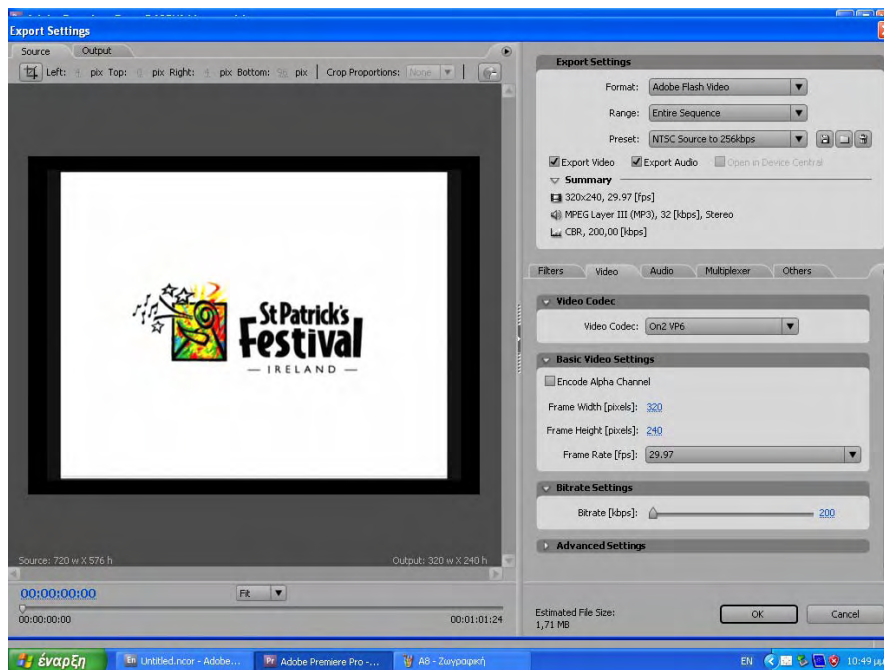 Export Settings
Source Output
Left: pix Top: pix Right: pix Bottom: pix Crop Proportions: None
St Patrick's
Festival
— IRELAND —
Source: 720 w X 576 h Output: 320 w X 240 h
00:00:00:00 Fit
00:00:00:00 00:01:01:24
Export Settings
Format: Adobe Flash Video
Range: Entire Sequence
Preset: NTSC Source to 256kbps
Export Video Export Audio Open in Device Central
Summary
320x240, 29.97 [fps]
MPEG Layer III (MP3), 32 [kbps], Stereo
CBR, 200,00 [kbps]
Filters Video Audio Multiplexer Others
Video Codec
Video Codec: On2 VP6
Basic Video Settings
Encode Alpha Channel
Frame Width [pixels]: 320
Frame Height [pixels]: 240
Frame Rate [fps]: 29.97
Bitrate Settings
Bitrate [kbps]: 200
Advanced Settings
Estimated File Size:
1,71 MB
OK Cancel
έναρξη En Untitled.ncor - Adobe... Pr Adobe Premiere Pro -... A8 - Ζωγραφική EN 10:49 μμ